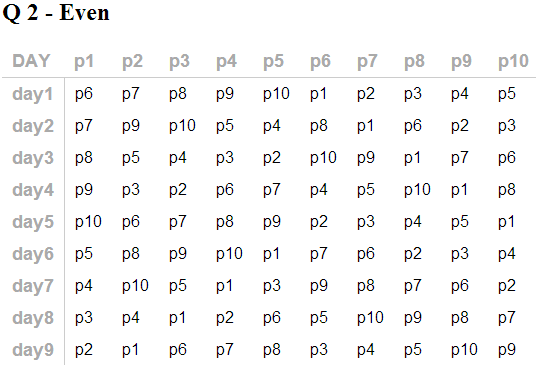 Q 2 - Even
DAY p1 p2 p3 p4 p5 p6 p7 p8 p9 p10
day1 p6 p7 p8 p9 p10 p1 p2 p3 p4 p5
day2 p7 p9 p10 p5 p4 p8 p1 p6 p2 p3
day3 p8 p5 p4 p3 p2 p10 p9 p1 p7 p6
day4 p9 p3 p2 p6 p7 p4 p5 p10 p1 p8
day5 p10 p6 p7 p8 p9 p2 p3 p4 p5 p1
day6 p5 p8 p9 p10 p1 p7 p6 p2 p3 p4
day7 p4 p10 p5 p1 p3 p9 p8 p7 p6 p2
day8 p3 p4 p1 p2 p6 p5 p10 p9 p8 p7
day9 p2 p1 p6 p7 p8 p3 p4 p5 p10 p9